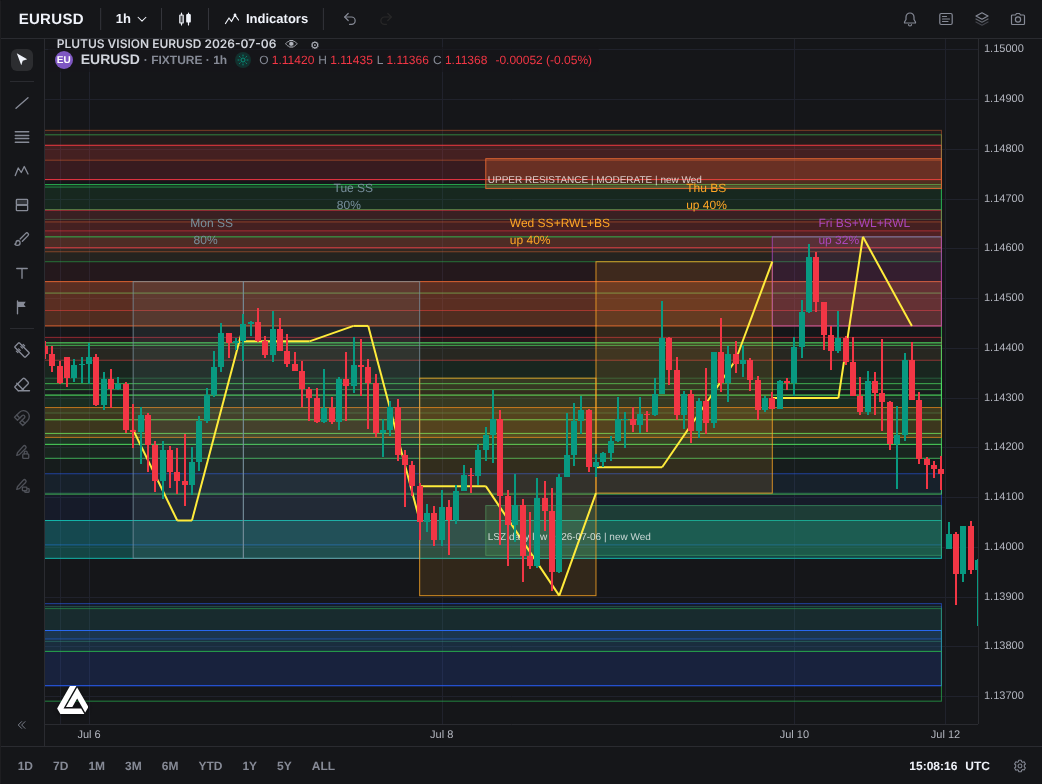 EURUSD 1h Indicators
PLUTUS VISION EURUSD 2026-07-06
EU EURUSD · FIXTURE · 1h O 1.11420 H 1.11435 L 1.11366 C 1.11368 -0.00052 (-0.05%)
1.15000
1.14900
1.14800
UPPER RESISTANCE | MODERATE | new Wed
Tue SS
80%
Thu BS
up 40%
1.14700
Mon SS
80%
Wed SS+RWL+BS
up 40%
Fri BS+WL+RWL
up 32%
1.14600
1.14500
1.14400
1.14300
1.14200
1.14100
1.14000
26-07-06 | new Wed
1.13900
1.13800
1.13700
Jul 6 Jul 8 Jul 10 Jul 12
1D 7D 1M 3M 6M YTD 1Y 5Y ALL 15:08:16 UTC